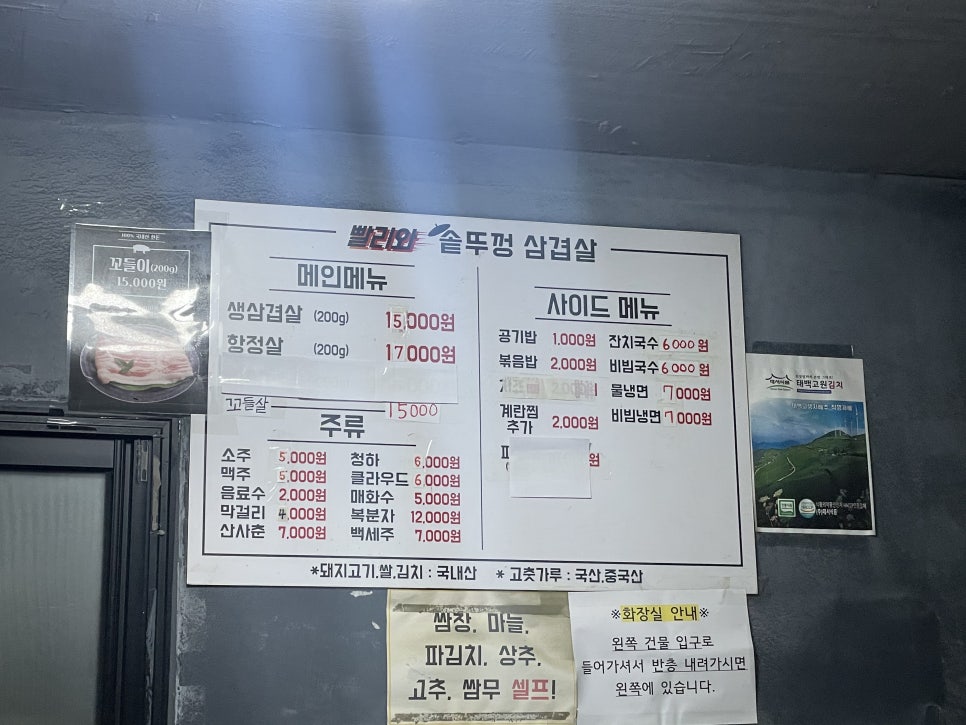 100% 국내산 한돈
꼬들이(200g)
15.000원
빨리와 솥뚜껑 삼겹살
메인메뉴
생삼겹살 (200g) 15,000원
항정살 (200g) 17000원
꼬들살 15000
주류
소주 5,000원 청하 6,000원
맥주 5,000원 클라우드 6,000원
음료수 2,000원 매화수 5,000원
막걸리 4,000원 복분자 12,000원
산사춘 7,000원 백세주 7,000원
사이드 메뉴
공기밥 1,000원 잔치국수 6000원
볶음밥 2,000원 비빔국수 6000원
물냉면 7000원
계란찜 추가 2,000원 비빔냉면 7000원
원
*돼지고기,쌀,김치 : 국내산 * 고춧가루 : 국산,중국산
태백고원김치
쌈장. 마늘.
파김치. 상추.
고추. 쌈무 셀프!
※화장실 안내※
왼쪽 건물 입구로
들어가셔서 반층 내려가시면
왼쪽에 있습니다.